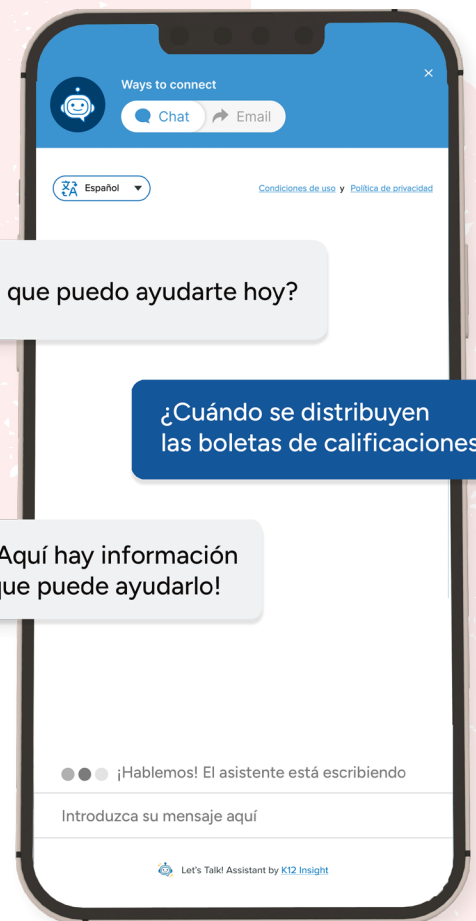 Ways to connect
Chat Email
Español
Condiciones de uso y Política de privacidad
que puedo ayudarte hoy?
¿Cuándo se distribuyen
las boletas de calificaciones
Aquí hay información
que puede ayudarlo!
¡Hablemos! El asistente está escribiendo
Introduzca su mensaje aquí
Let's Talk! Assistant by K12 Insight